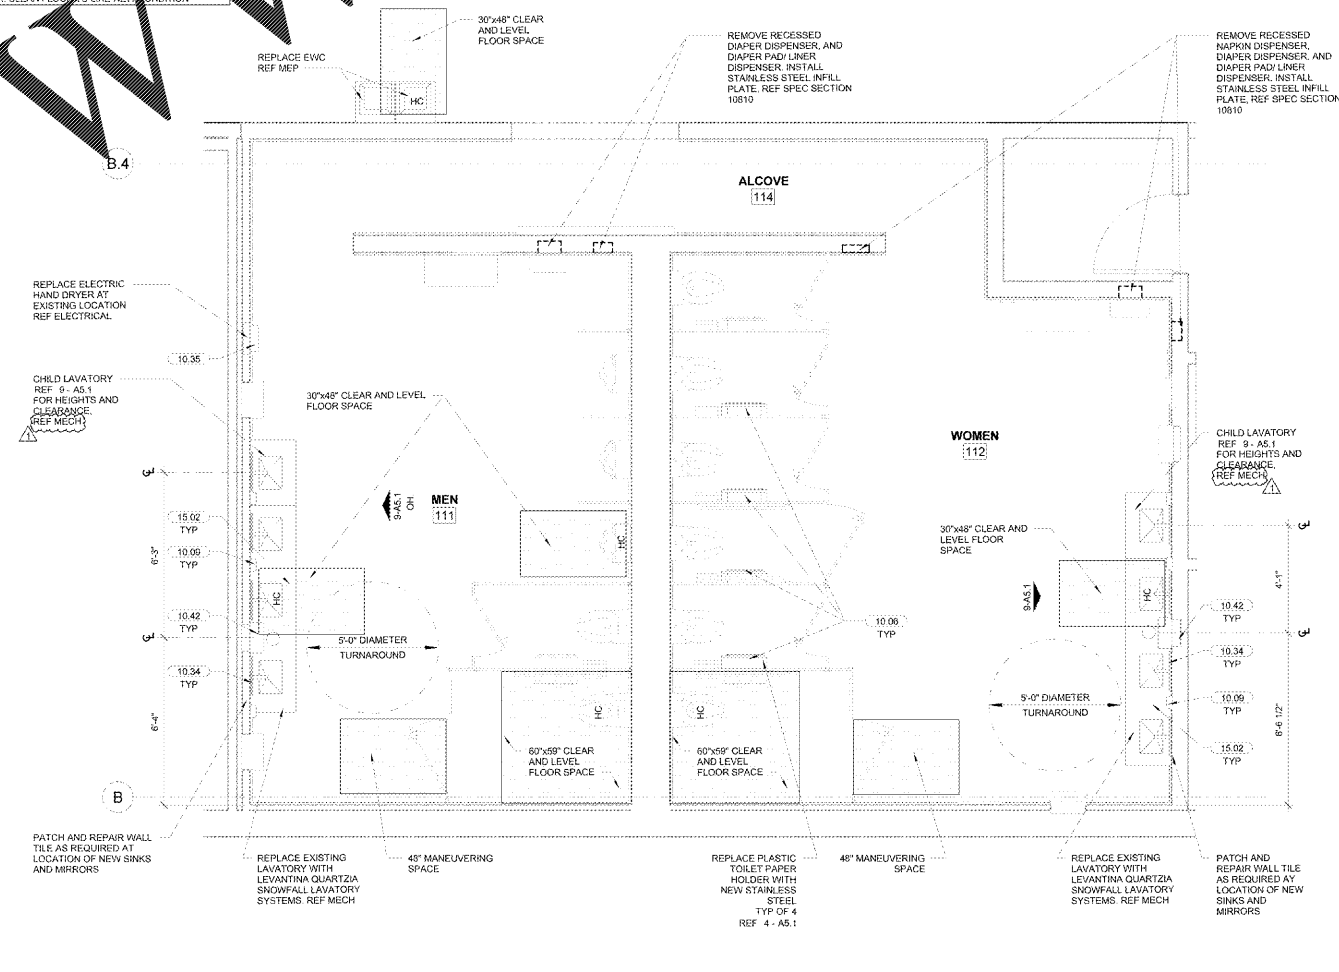 30"x48" CLEAR
AND LEVEL
FLOOR SPACE
REPLACE EWC
REF MEP
HC
REMOVE RECESSED
DIAPER DISPENSER, AND
DIAPER PAD/ LINER
DISPENSER. INSTALL
STAINLESS STEEL INFILL
PLATE, REF SPEC SECTION
10810
REMOVE RECESSED
NAPKIN DISPENSER,
DIAPER DISPENSER, AND
DIAPER PAD/ LINER
DISPENSER. INSTALL
STAINLESS STEEL INFILL
PLATE, REF SPEC SECTION
10810
B.4
ALCOVE
114
REPLACE ELECTRIC
HAND DRYER AT
EXISTING LOCATION
REF ELECTRICAL
10.35
CHILD LAVATORY
REF 9 - A5.1
FOR HEIGHTS AND
CLEARANCE,
REF MECH
1
30"x48" CLEAR AND LEVEL
FLOOR SPACE
MEN
111
9-A5.1
OH
WOMEN
112
CHILD LAVATORY
REF 9 - A5.1
FOR HEIGHTS AND
CLEARANCE,
REF MECH
1
15.02
TYP
10.09
TYP
6'-3"
10.42
TYP
10.34
TYP
6'-4"
HC
HC
5'-0" DIAMETER
TURNAROUND
30"x48" CLEAR AND
LEVEL FLOOR
SPACE
9-A5.1
HC
4'-1"
10.42
TYP
10.34
TYP
10.09
TYP
15.02
TYP
6'-6 1/2"
10.06
TYP
5'-0" DIAMETER
TURNAROUND
HC
HC
60"x59" CLEAR
AND LEVEL
FLOOR SPACE
60"x59" CLEAR
AND LEVEL
FLOOR SPACE
B
PATCH AND REPAIR WALL
TILE AS REQUIRED AT
LOCATION OF NEW SINKS
AND MIRRORS
REPLACE EXISTING
LAVATORY WITH
LEVANTINA QUARTZIA
SNOWFALL LAVATORY
SYSTEMS. REF MECH
48" MANEUVERING
SPACE
REPLACE PLASTIC
TOILET PAPER
HOLDER WITH
NEW STAINLESS
STEEL
TYP OF 4
REF 4 - A5.1
48" MANEUVERING
SPACE
REPLACE EXISTING
LAVATORY WITH
LEVANTINA QUARTZIA
SNOWFALL LAVATORY
SYSTEMS. REF MECH
PATCH AND
REPAIR WALL TILE
AS REQUIRED AY
LOCATION OF NEW
SINKS AND
MIRRORS